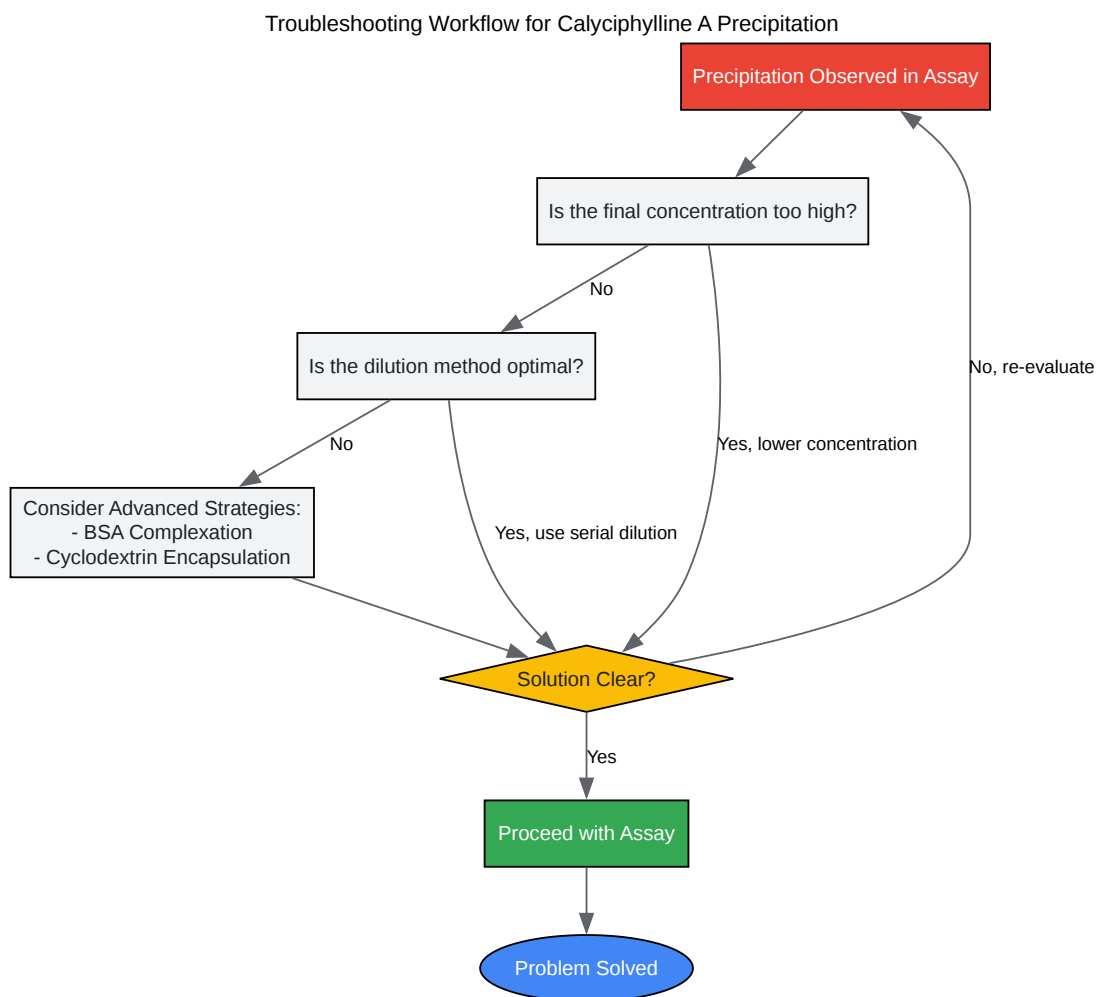 Troubleshooting Workflow for Calyciphylline A Precipitation
Precipitation Observed in Assay
Is the final concentration too high?
No
Is the dilution method optimal?
No, re-evaluate
No
Yes, lower concentration
Consider Advanced Strategies:
- BSA Complexation
- Cyclodextrin Encapsulation
Yes, use serial dilution
Solution Clear?
Yes
Proceed with Assay
Problem Solved